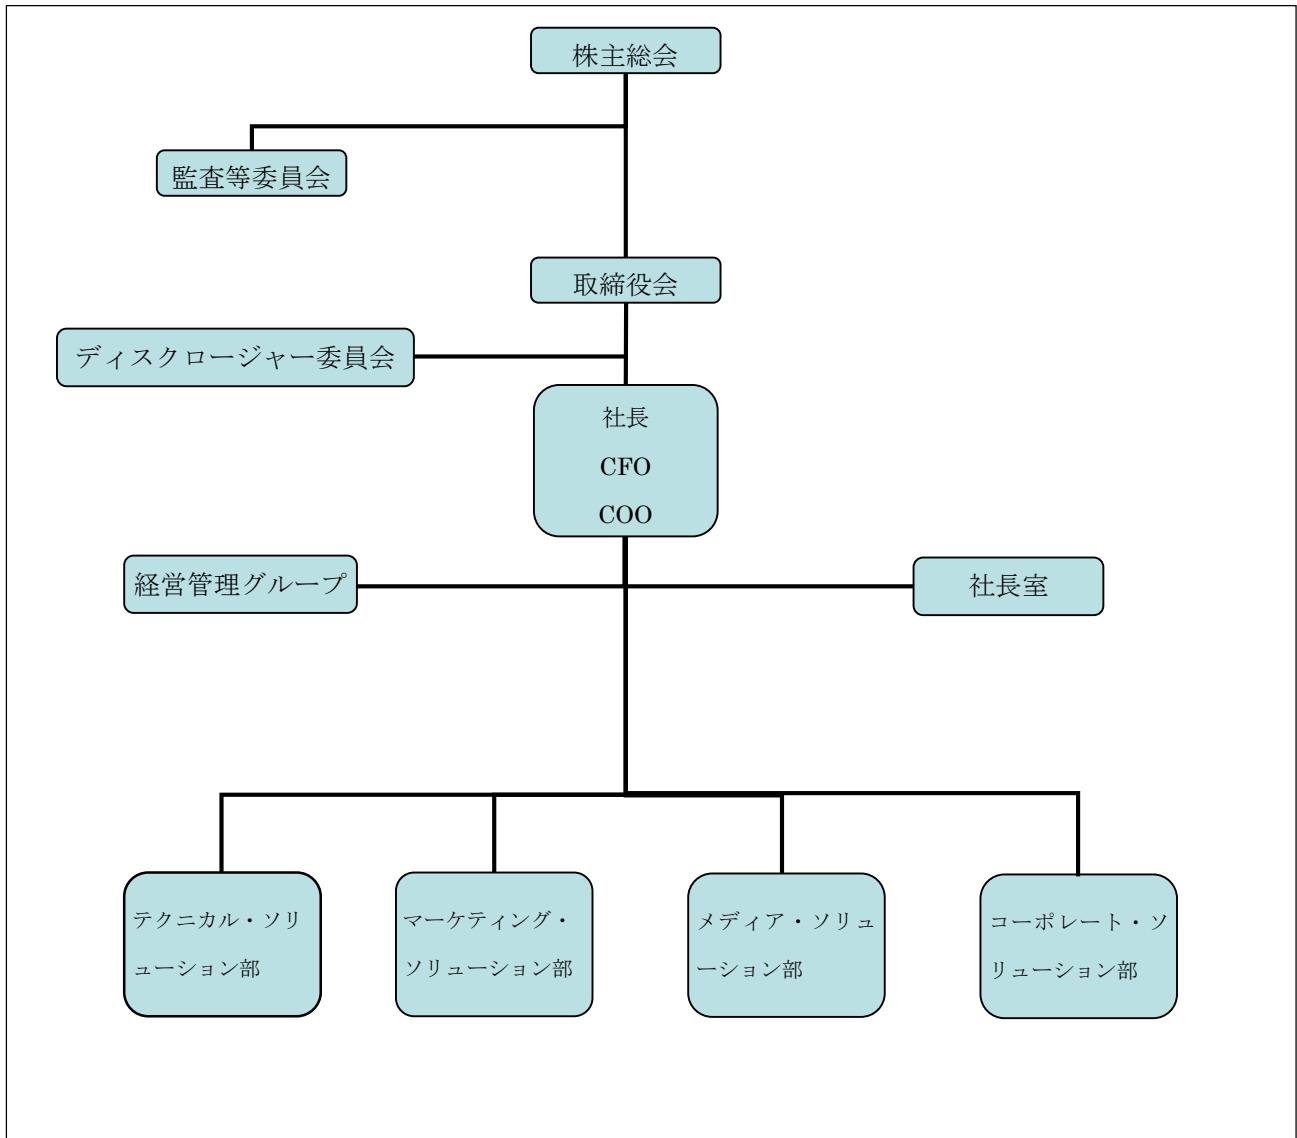 株主総会
監査等委員会
取締役会
ディスクロージャー委員会
社長
CFO
COO
経営管理グループ
社長室
テクニカル・ソリ
ューション部
マーケティング・
ソリューション部
メディア・ソリュ
ーション部
コーポレート・ソ
リューション部